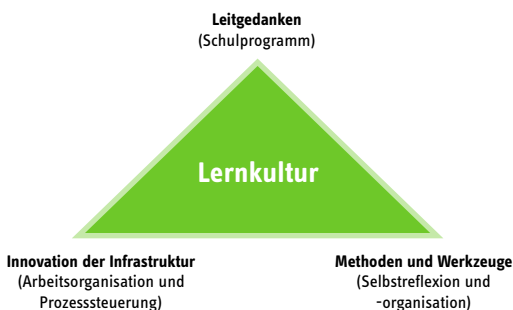 Leitgedanken
(Schulprogramm)
Lernkultur
Innovation der Infrastruktur
(Arbeitsorganisation und
Prozesssteuerung)
Methoden und Werkzeuge
(Selbstreflexion und
-organisation)